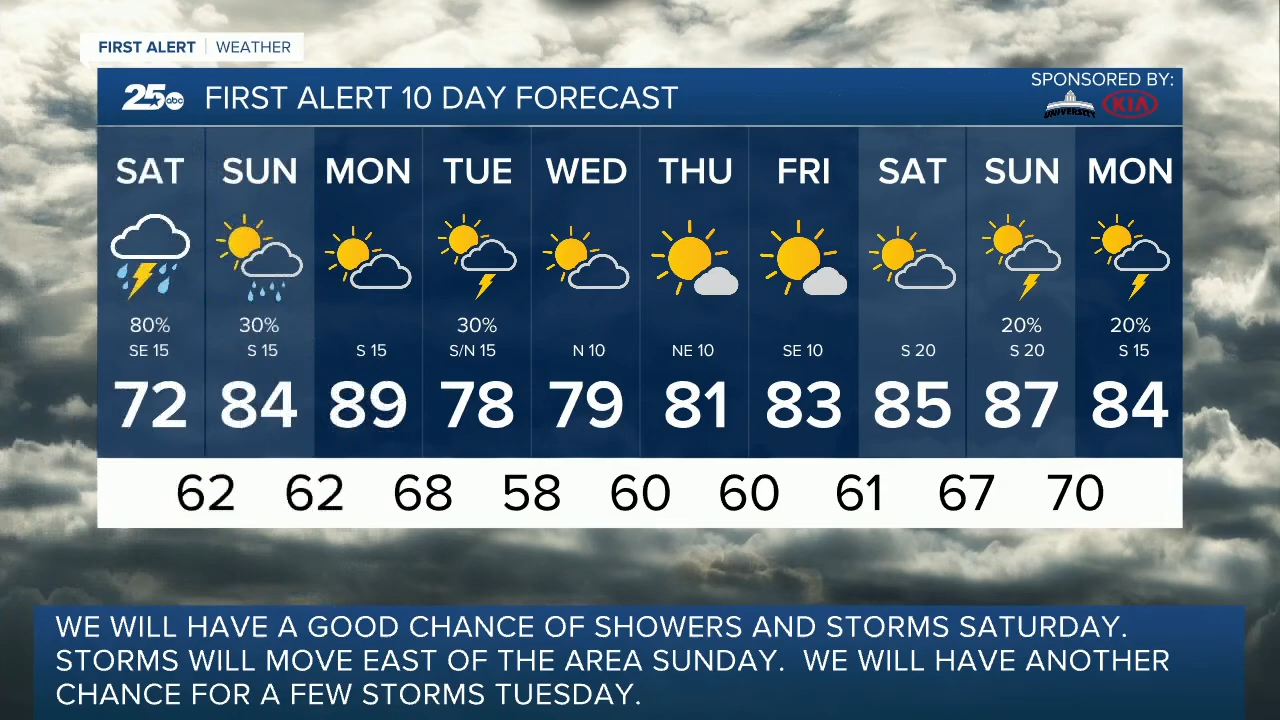 FIRST ALERT | WEATHER
25 abc FIRST ALERT 10 DAY FORECAST
SPONSORED BY:
UNIVERSITY KIA
SAT SUN MON TUE WED THU FRI SAT SUN MON
80% 30% 30% 20% 20%
SE 15 S 15 S 15 S/N 15 N 10 NE 10 SE 10 S 20 S 20 S 15
72 84 89 78 79 81 83 85 87 84
62 62 68 58 60 60 61 67 70
WE WILL HAVE A GOOD CHANCE OF SHOWERS AND STORMS SATURDAY.
STORMS WILL MOVE EAST OF THE AREA SUNDAY.  WE WILL HAVE ANOTHER
CHANCE FOR A FEW STORMS TUESDAY.